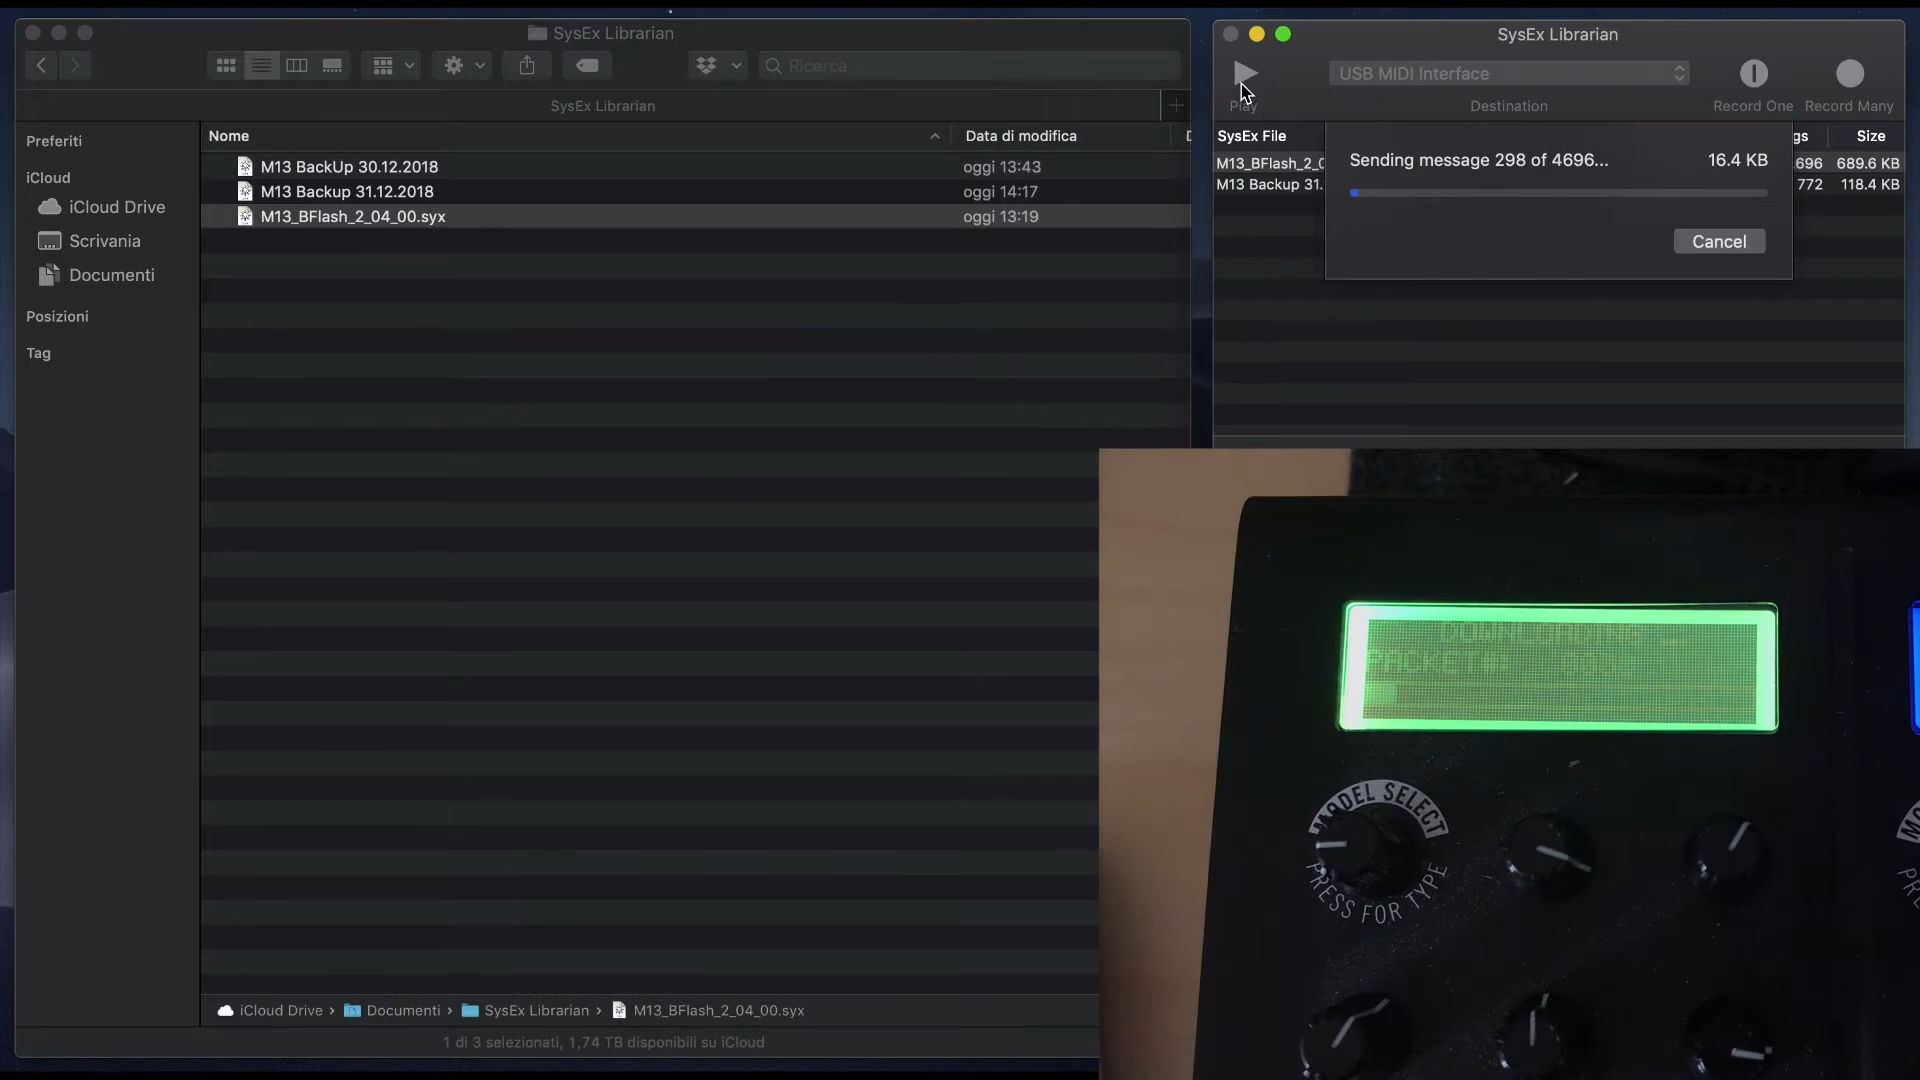 SysEx Librarian
Ricerca
SysEx Librarian
Preferiti
iCloud
iCloud Drive
Scrivania
Documenti
Posizioni
Tag
Nome
Data di modifica
M13 BackUp 30.12.2018
oggi 13:43
M13 Backup 31.12.2018
oggi 14:17
M13_BFlash_2_04_00.syx
oggi 13:19
iCloud Drive › Documenti › SysEx Librarian › M13_BFlash_2_04_00.syx
1 di 3 selezionati, 1,74 TB disponibili su iCloud
SysEx Librarian
USB MIDI Interface
Play
Destination
Record One
Record Many
SysEx File
gs
Size
M13_BFlash_2_0
696
689.6 KB
M13 Backup 31.
772
118.4 KB
Sending message 298 of 4696...
16.4 KB
Cancel
DOWNLOADING...
PACKET#:
MODEL SELECT
PRESS FOR TYPE